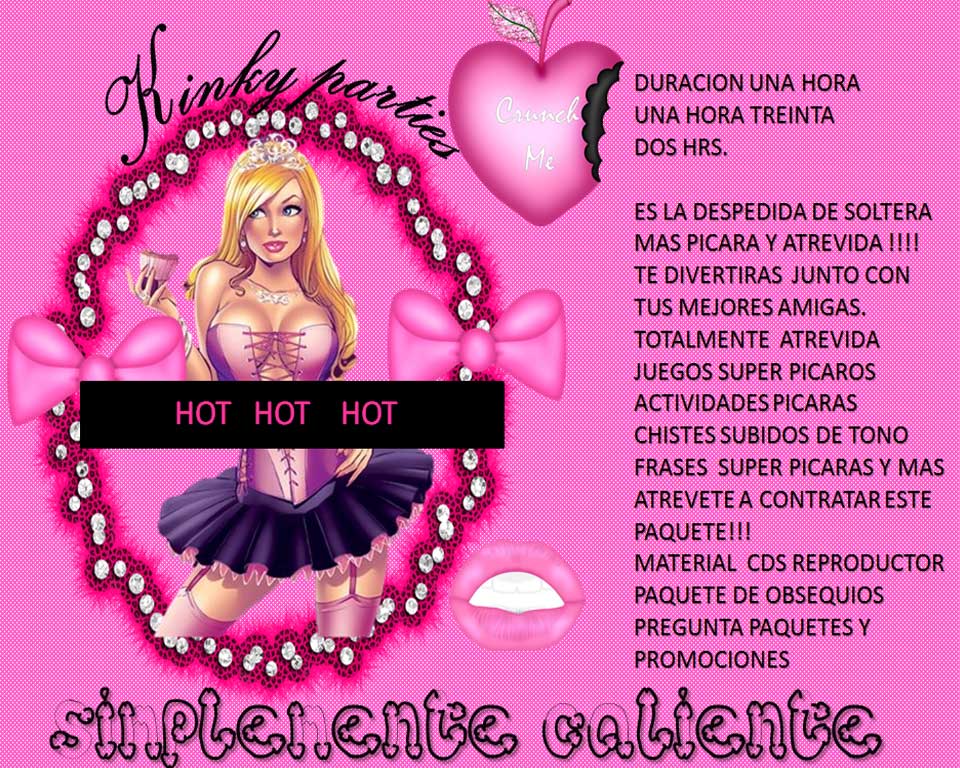 Kinky parties
Crunch
Me
DURACION UNA HORA
UNA HORA TREINTA
DOS HRS.
ES LA DESPEDIDA DE SOLTERA
MAS PICARA Y ATREVIDA !!!!
TE DIVERTIRAS JUNTO CON
TUS MEJORES AMIGAS.
TOTALMENTE ATREVIDA
JUEGOS SUPER PICAROS
ACTIVIDADES PICARAS
CHISTES SUBIDOS DE TONO
FRASES SUPER PICARAS Y MAS
ATREVETE A CONTRATAR ESTE
PAQUETE!!!
MATERIAL CDS REPRODUCTOR
PAQUETE DE OBSEQUIOS
PREGUNTA PAQUETES Y
PROMOCIONES
HOT HOT HOT
simplemente caliente